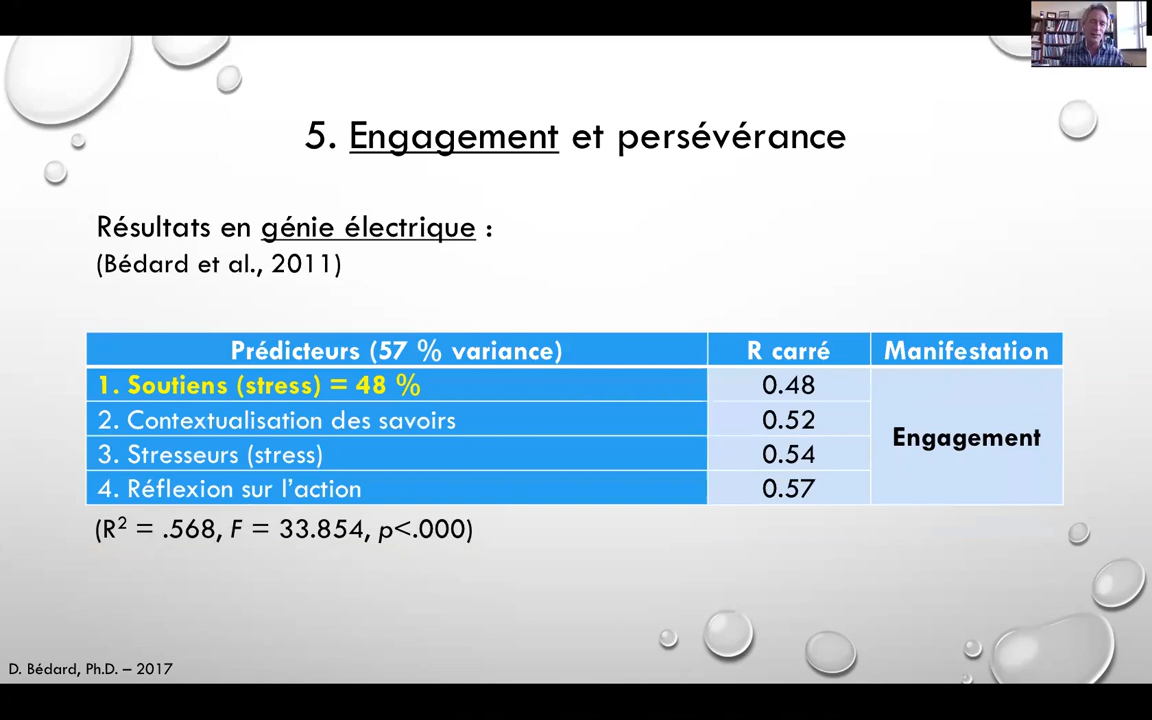 5. Engagement et persévérance
Résultats en génie électrique :
(Bédard et al., 2011)
Prédicteurs (57 % variance) R carré Manifestation
1. Soutiens (stress) = 48 % 0.48
2. Contextualisation des savoirs 0.52
Engagement
3. Stresseurs (stress) 0.54
4. Réflexion sur l’action 0.57
(R² = .568, F = 33.854, p<.000)
D. Bédard, Ph.D. – 2017